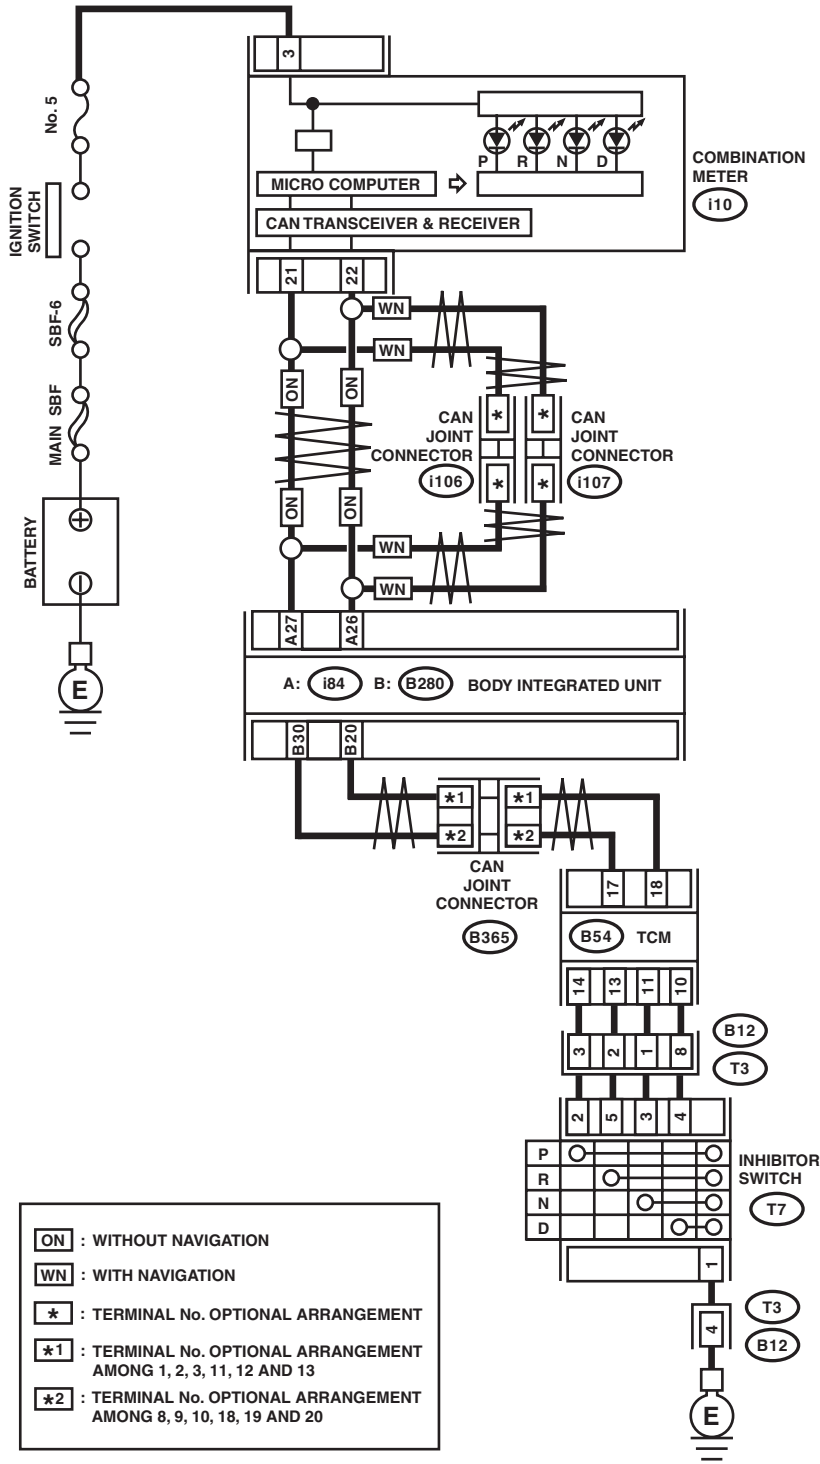 3
No. 5
P R N D
COMBINATION
METER
i10
MICRO COMPUTER
CAN TRANSCEIVER & RECEIVER
IGNITION
SWITCH
21 22
WN
WN
SBF-6
ON ON
MAIN SBF
* *
CAN
JOINT
CONNECTOR
i106
CAN
JOINT
CONNECTOR
i107
* *
ON ON
BATTERY
WN
WN
E
A27 A26
A: i84 B: B280 BODY INTEGRATED UNIT
B30 B20
*1 *1
*2 *2
CAN
JOINT
CONNECTOR
B365
17 18
B54 TCM
14 13 11 10
3 2 1 8
B12
T3
2 5 3 4
P
R
N
D
INHIBITOR
SWITCH
T7
1
4
T3
B12
E
ON : WITHOUT NAVIGATION
WN : WITH NAVIGATION
* : TERMINAL No. OPTIONAL ARRANGEMENT
*1 : TERMINAL No. OPTIONAL ARRANGEMENT
AMONG 1, 2, 3, 11, 12 AND 13
*2 : TERMINAL No. OPTIONAL ARRANGEMENT
AMONG 8, 9, 10, 18, 19 AND 20